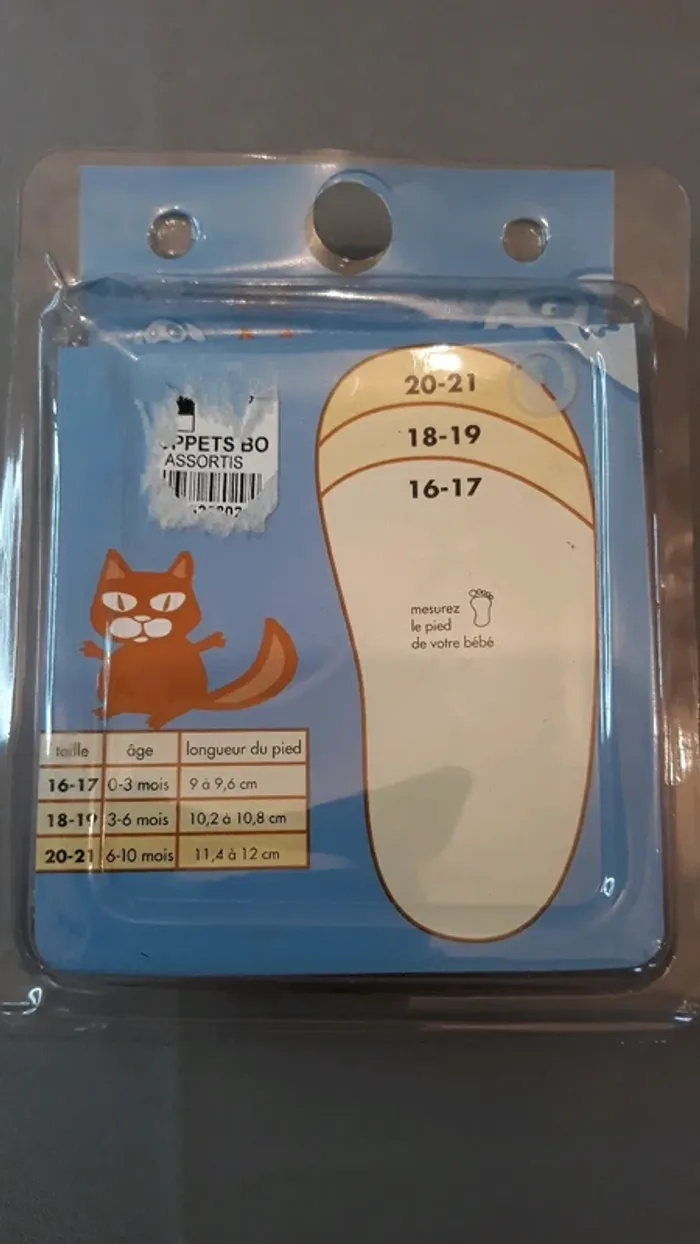 PPETS BO
ASSORTIS
20-21
18-19
16-17
mesurez
le pied
de votre bébé
taille âge longueur du pied
16-17 0-3 mois 9 à 9,6 cm
18-19 3-6 mois 10,2 à 10,8 cm
20-21 6-10 mois 11,4 à 12 cm